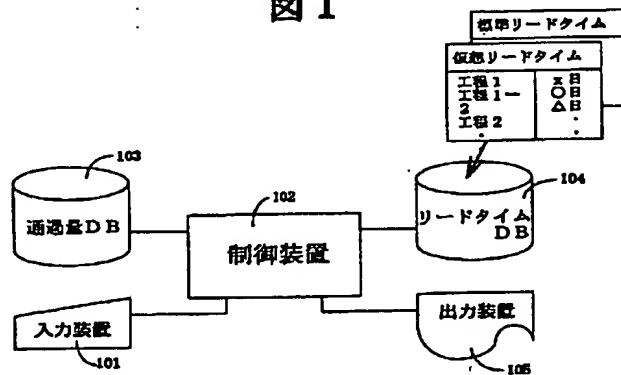 図1
標準リードタイム
仮想リードタイム
工程1
工程1－
2
工程2
x日
○日
△日
103
通過量DB
102
制御装置
104
リードタイム
DB
入力装置
101
出力装置
105